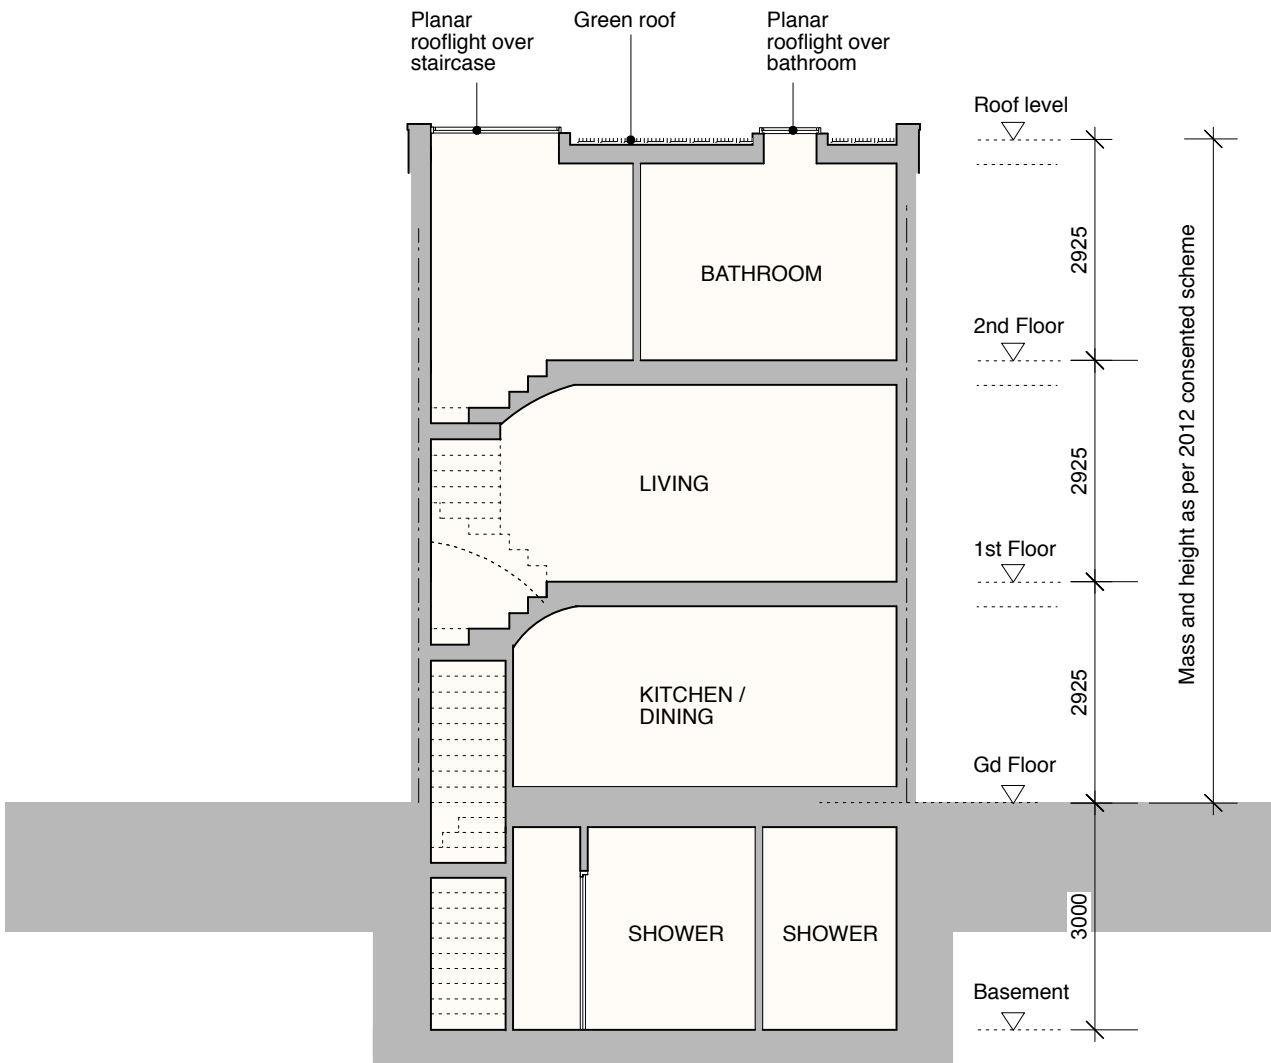 Planar
rooflight over
staircase
Green roof
Planar
rooflight over
bathroom
Roof level
2925
BATHROOM
Mass and height as per 2012 consented scheme
2nd Floor
2925
LIVING
1st Floor
2925
KITCHEN /
DINING
Gd Floor
3000
SHOWER
SHOWER
Basement